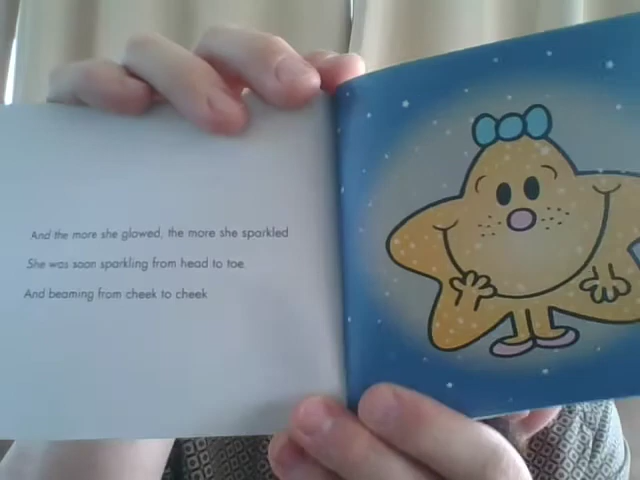 And the more she glowed, the more she sparkled
She was soon sparkling from head to toe.
And beaming from cheek to cheek